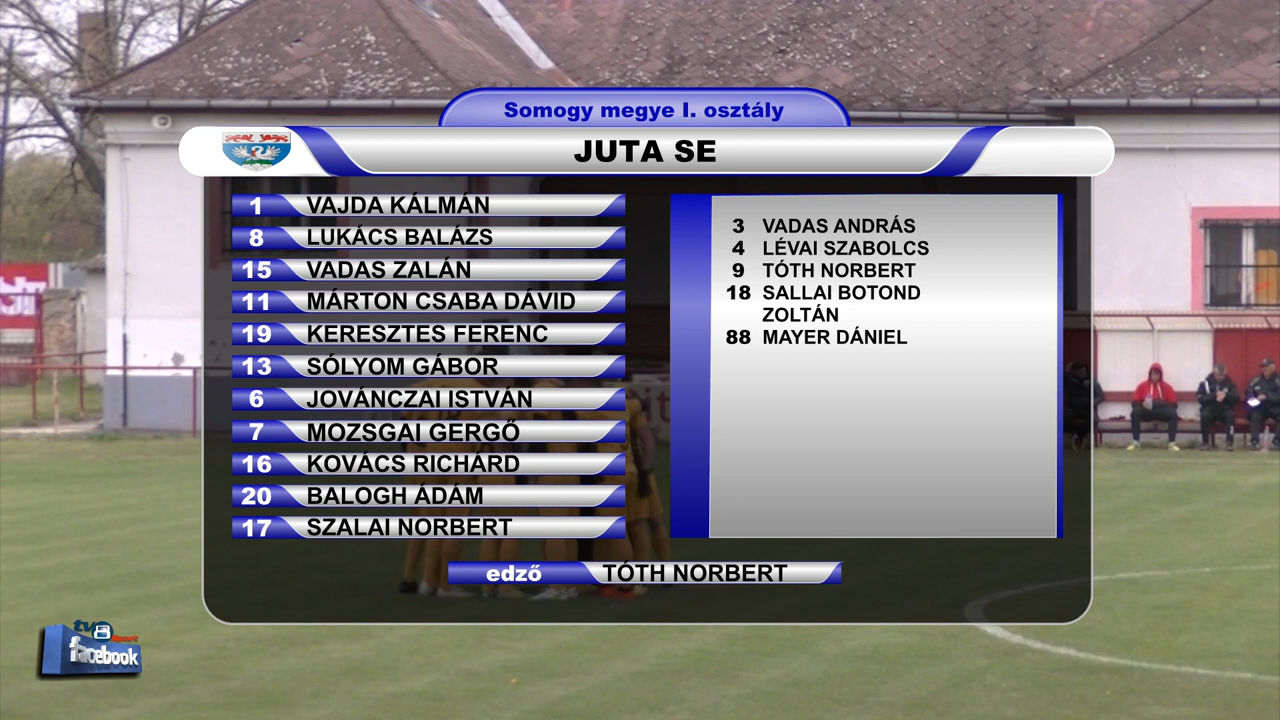 Somogy megye I. osztály
JUTA SE
1 VAJDA KÁLMÁN
8 LUKÁCS BALÁZS
15 VADAS ZALÁN
11 MÁRTON CSABA DÁVID
19 KERESZTES FERENC
13 SÓLYOM GÁBOR
6 JOVÁNCZAI ISTVÁN
7 MOZSGAI GERGŐ
16 KOVÁCS RICHÁRD
20 BALOGH ÁDÁM
17 SZALAI NORBERT
3 VADAS ANDRÁS
4 LÉVAI SZABOLCS
9 TÓTH NORBERT
18 SALLAI BOTOND
ZOLTÁN
88 MAYER DÁNIEL
edző TÓTH NORBERT
tv8 Sport
facebook